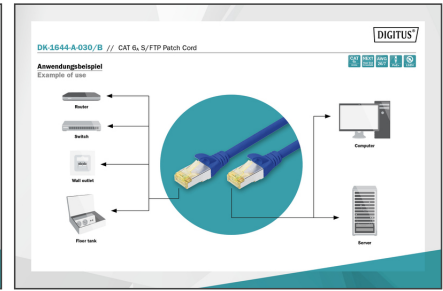 DIGITUS®
DK-1644-A-030/B // CAT 6A S/FTP Patch Cord
Anwendungsbeispiel
Example of use
Router
Switch
Wall outlet
Floor tank
Computer
Server